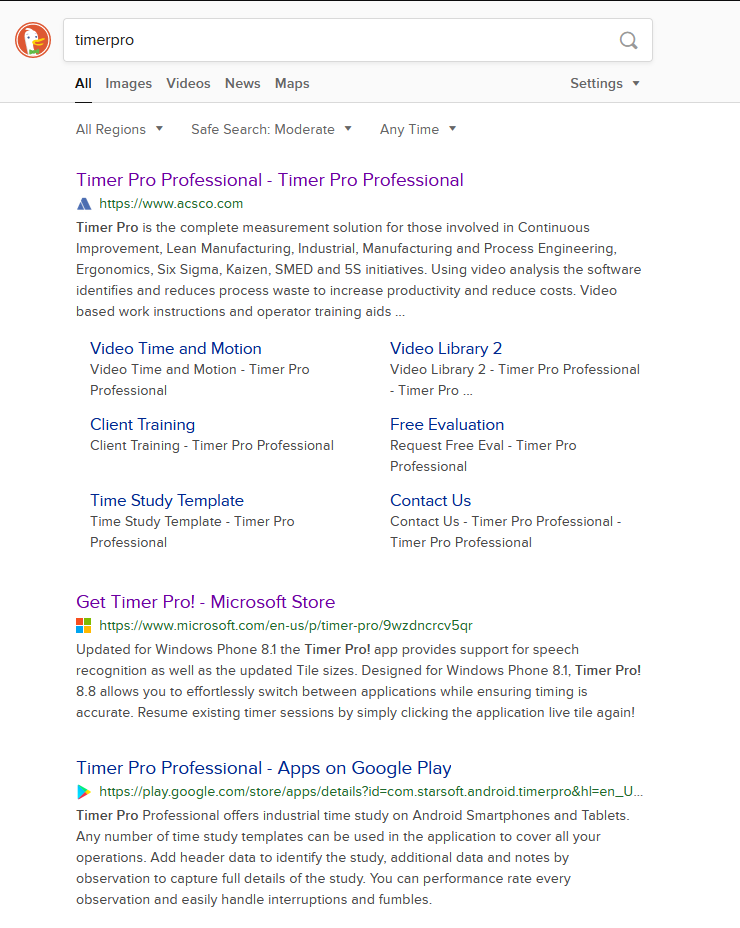 timerpro
All Images Videos News Maps Settings
All Regions Safe Search: Moderate Any Time
Timer Pro Professional - Timer Pro Professional
https://www.acsco.com
Timer Pro is the complete measurement solution for those involved in Continuous
Improvement, Lean Manufacturing, Industrial, Manufacturing and Process Engineering,
Ergonomics, Six Sigma, Kaizen, SMED and 5S initiatives. Using video analysis the software
identifies and reduces process waste to increase productivity and reduce costs. Video
based work instructions and operator training aids ...
Video Time and Motion
Video Time and Motion - Timer Pro
Professional
Video Library 2
Video Library 2 - Timer Pro Professional
- Timer Pro ...
Client Training
Client Training - Timer Pro Professional
Free Evaluation
Request Free Eval - Timer Pro
Professional
Time Study Template
Time Study Template - Timer Pro
Professional
Contact Us
Contact Us - Timer Pro Professional -
Timer Pro Professional
Get Timer Pro! - Microsoft Store
https://www.microsoft.com/en-us/p/timer-pro/9wzdncrcv5qr
Updated for Windows Phone 8.1 the Timer Pro! app provides support for speech
recognition as well as the updated Tile sizes. Designed for Windows Phone 8.1, Timer Pro!
8.8 allows you to effortlessly switch between applications while ensuring timing is
accurate. Resume existing timer sessions by simply clicking the application live tile again!
Timer Pro Professional - Apps on Google Play
https://play.google.com/store/apps/details?id=com.starsoft.android.timerpro&hl=en_U...
Timer Pro Professional offers industrial time study on Android Smartphones and Tablets.
Any number of time study templates can be used in the application to cover all your
operations. Add header data to identify the study, additional data and notes by
observation to capture full details of the study. You can performance rate every
observation and easily handle interruptions and fumbles.